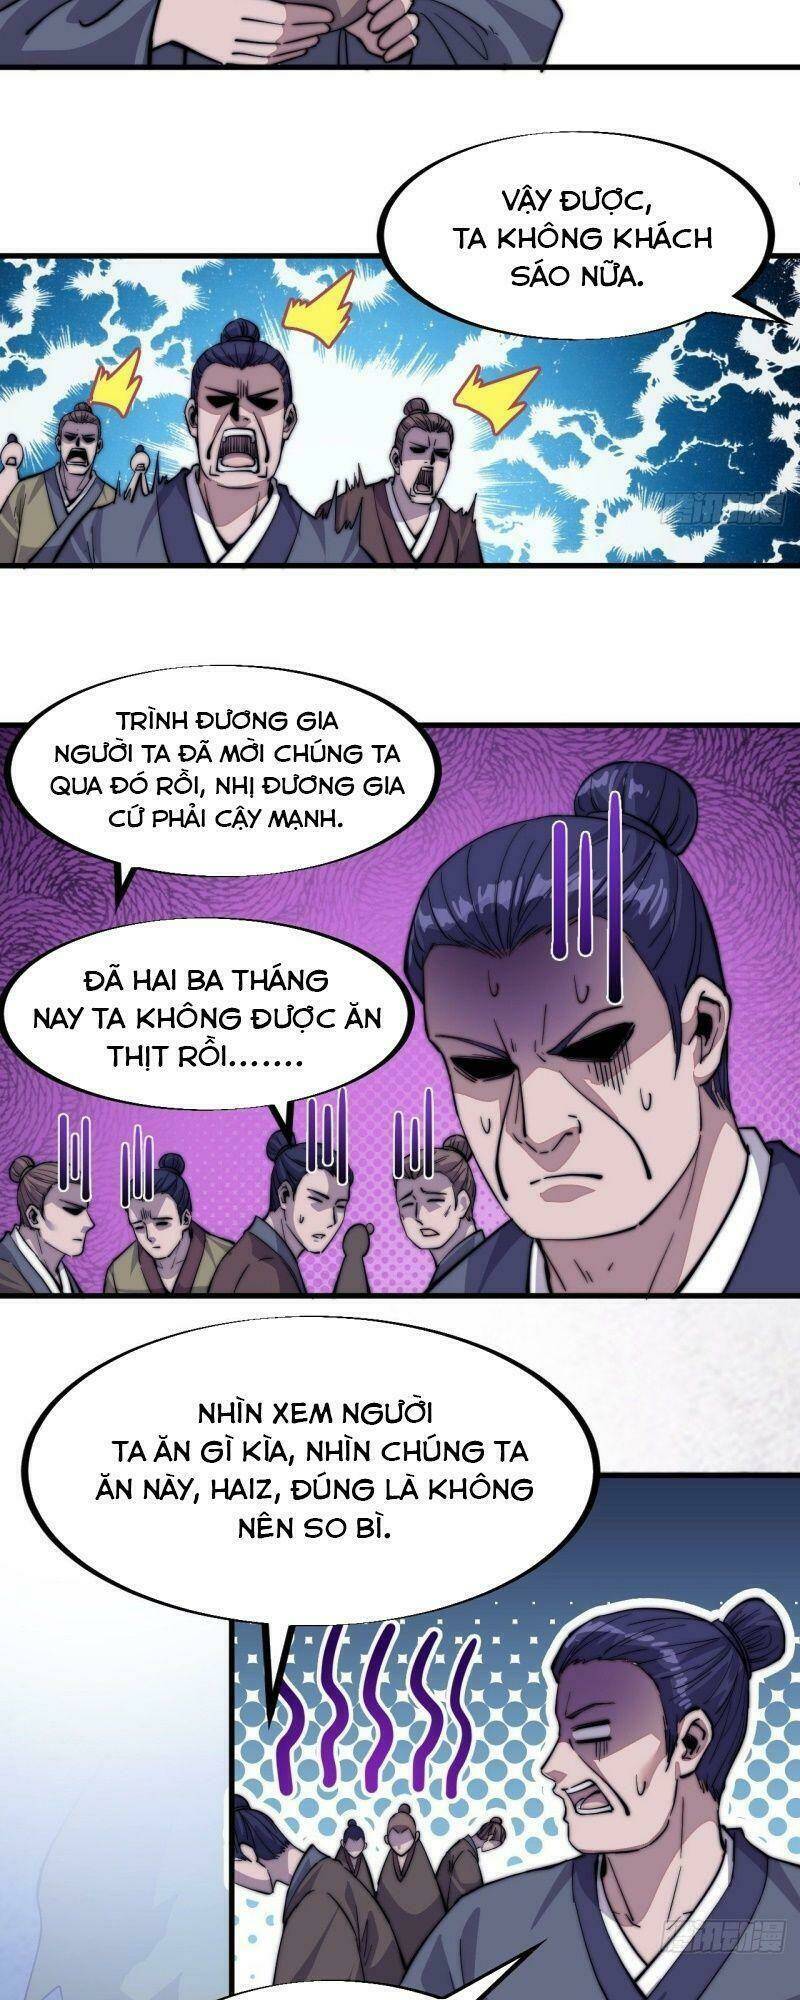 VẬY ĐƯỢC,
TA KHÔNG KHÁCH
SÁO NỮA.
TRÌNH ĐƯƠNG GIA
NGƯỜI TA ĐÃ MỜI CHÚNG TA
QUA ĐÓ RỒI, NHỊ ĐƯƠNG GIA
CỨ PHẢI CẬY MẠNH.
ĐÃ HAI BA THÁNG
NAY TA KHÔNG ĐƯỢC ĂN
THỊT RỒI.......
NHÌN XEM NGƯỜI
TA ĂN GÌ KÌA, NHÌN CHÚNG TA
ĂN NÀY, HAIZ, ĐÚNG LÀ KHÔNG
NÊN SO BÌ.